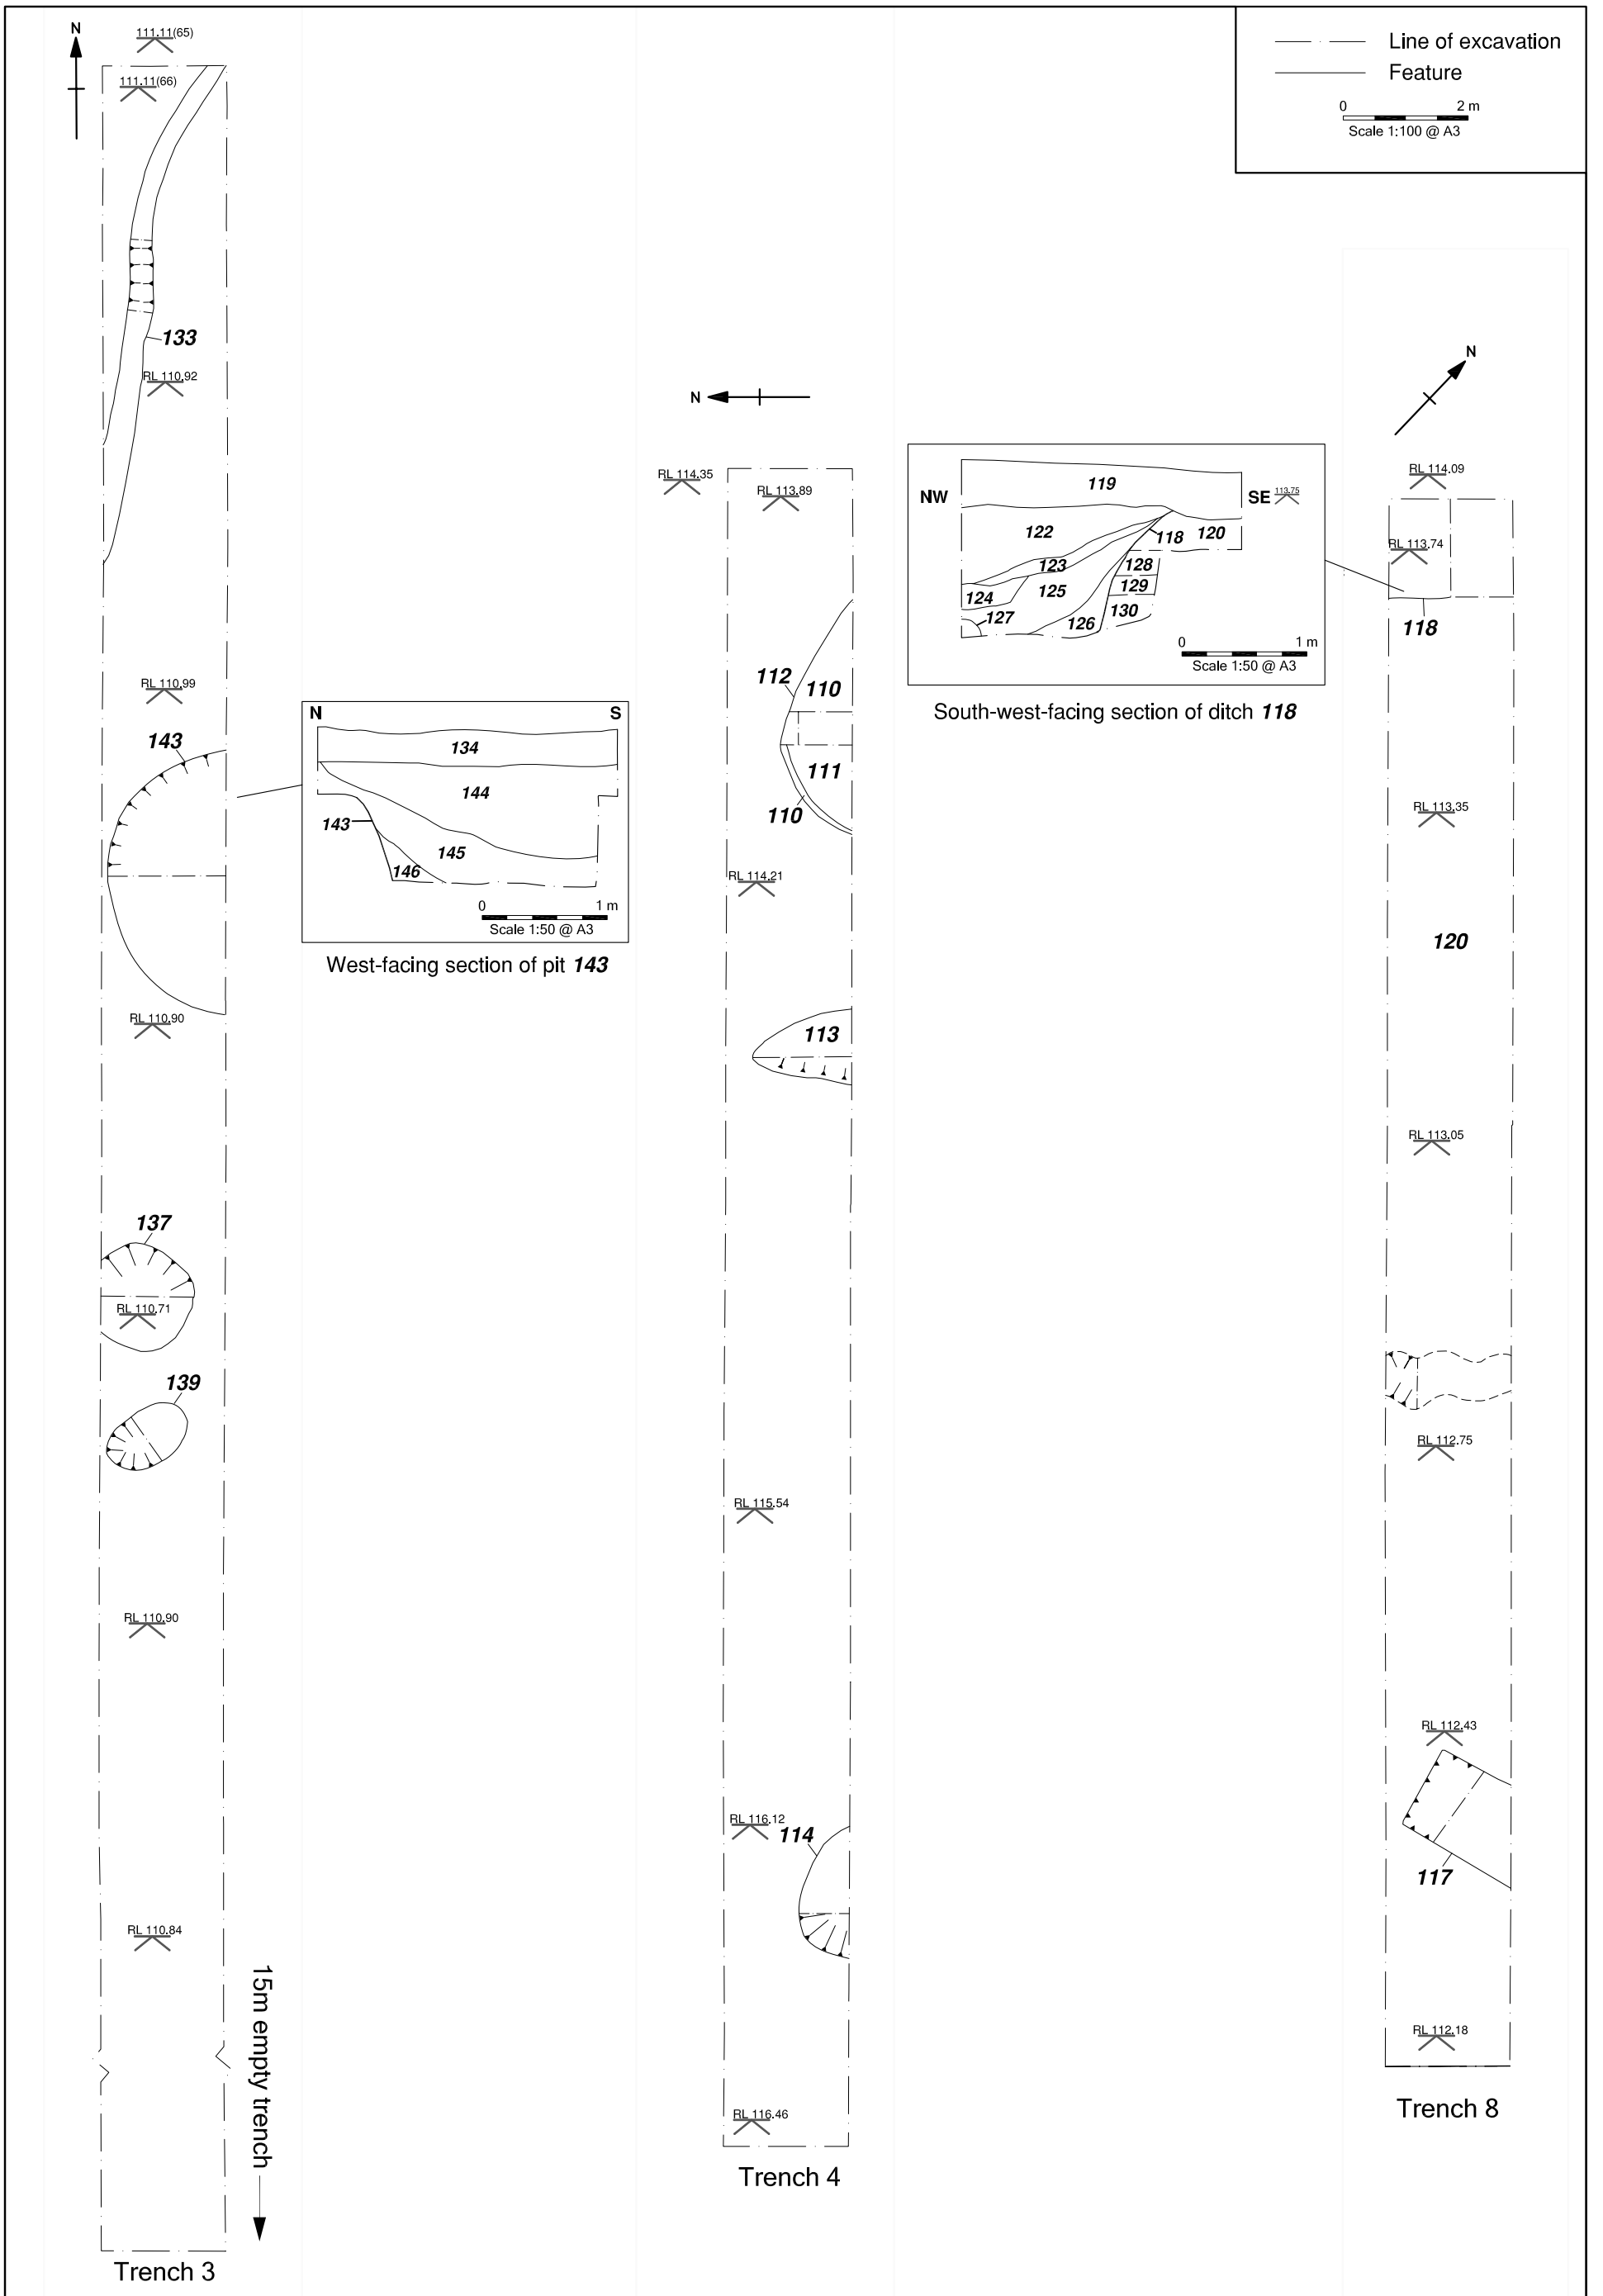 Line of excavation
Feature
0 2 m
Scale 1:100 @ A3
N
111.11(65)
111.11(66)
133
RL 110.92
RL 110.99
143
RL 110.90
137
RL 110.71
139
RL 110.90
RL 110.84
15m empty trench
Trench 3
N S
134
144
143
145
146
0 1 m
Scale 1:50 @ A3
West-facing section of pit 143
N
RL 114.35
RL 113.89
112
110
111
110
RL 114.21
113
RL 115.54
RL 116.12
114
RL 116.46
Trench 4
NW SE
113.75
119
122
118
120
123
128
124
125
129
127
126
130
0 1 m
Scale 1:50 @ A3
South-west-facing section of ditch 118
N
RL 114.09
RL 113.74
118
RL 113.35
120
RL 113.05
RL 112.75
RL 112.43
117
RL 112.18
Trench 8